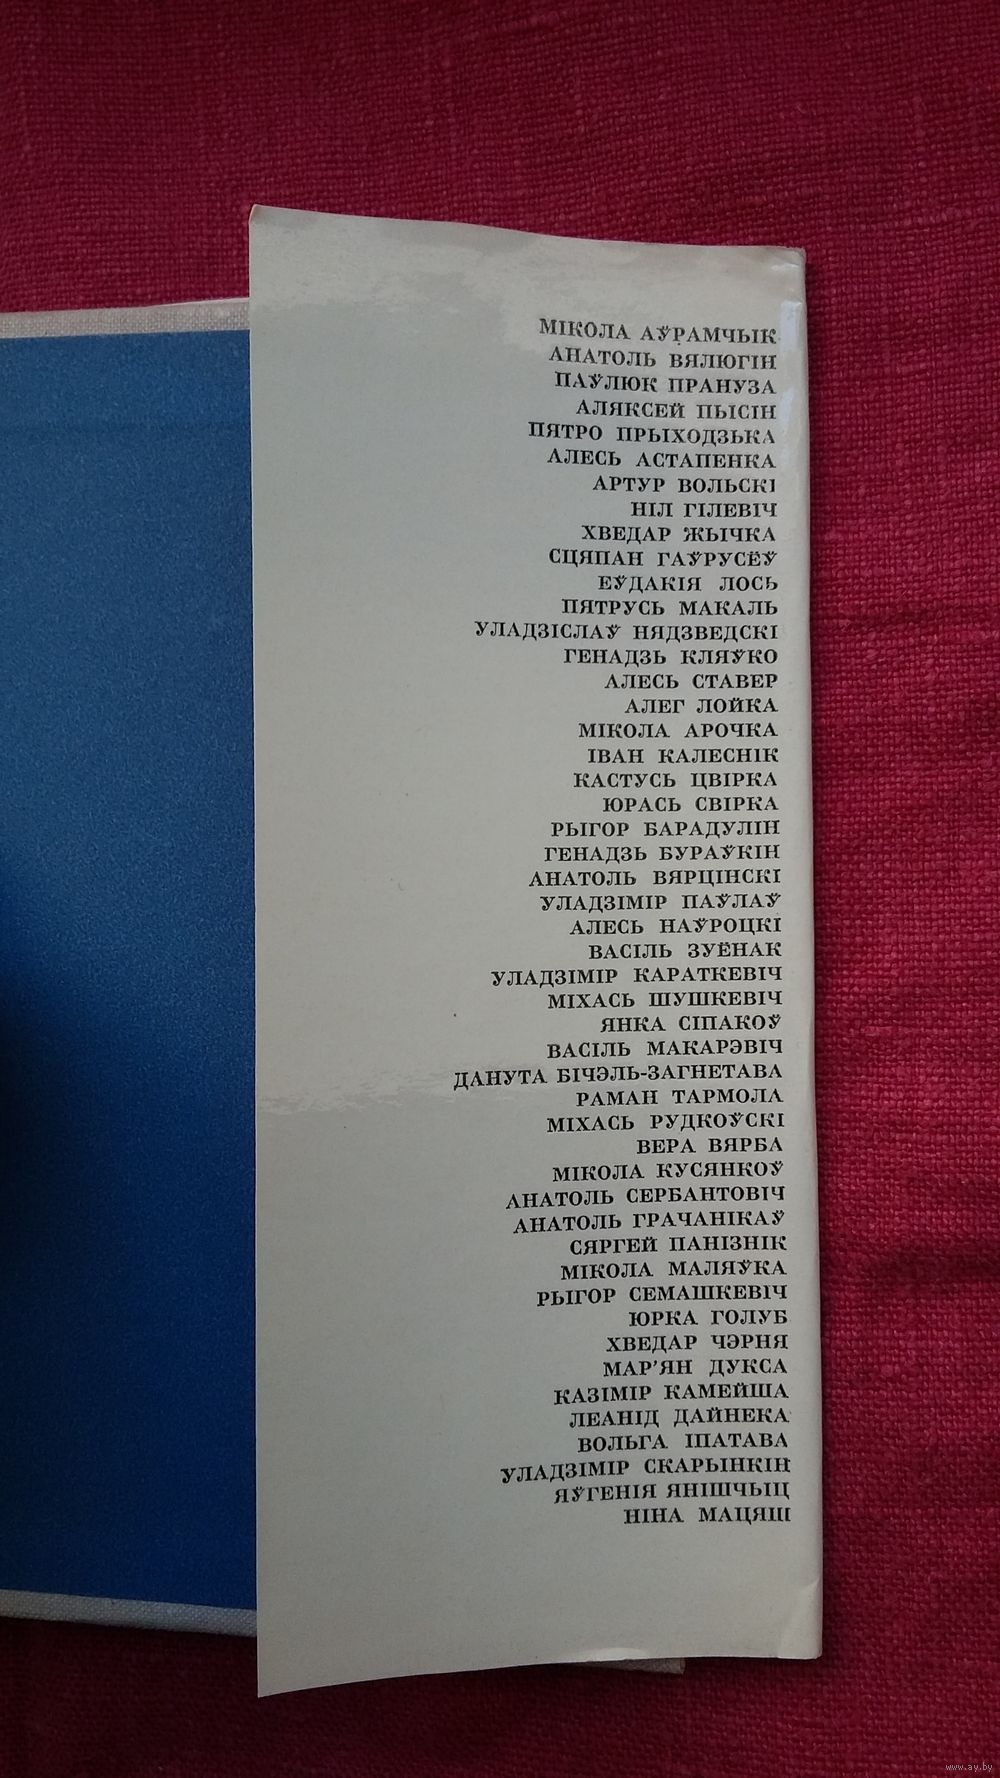 МІКОЛА АЎРАМЧЫК
АНАТОЛЬ ВЯЛЮГІН
ПАЎЛЮК ПРАНУЗА
АЛЯКСЕЙ ПЫСІН
ПЯТРО ПРЫХОДЗЬКА
АЛЕСЬ АСТАПЕНКА
АРТУР ВОЛЬСКІ
НІЛ ГІЛЕВІЧ
ХВЕДАР ЖЫЧКА
СЦЯПАН ГАЎРУСЁЎ
ЕЎДАКІЯ ЛОСЬ
ПЯТРУСЬ МАКАЛЬ
УЛАДЗІСЛАЎ НЯДЗВЕДСКІ
ГЕНАДЗЬ КЛЯЎКО
АЛЕСЬ СТАВЕР
АЛЕГ ЛОЙКА
МІКОЛА АРОЧКА
ІВАН КАЛЕСНІК
КАСТУСЬ ЦВІРКА
ЮРАСЬ СВІРКА
РЫГОР БАРАДУЛІН
ГЕНАДЗЬ БУРАЎКІН
АНАТОЛЬ ВЯРЦІНСКІ
УЛАДЗІМІР ПАЎЛАЎ
АЛЕСЬ НАЎРОЦКІ
ВАСІЛЬ ЗУЁНАК
УЛАДЗІМІР КАРАТКЕВІЧ
МІХАСЬ ШУШКЕВІЧ
ЯНКА СІПАКОЎ
ВАСІЛЬ МАКАРЭВІЧ
ДАНУТА БІЧЭЛЬ-ЗАГНЕТАВА
РАМАН ТАРМОЛА
МІХАСЬ РУДКОЎСКІ
ВЕРА ВЯРБА
МІКОЛА КУСЯНКОЎ
АНАТОЛЬ СЕРБАНТОВІЧ
АНАТОЛЬ ГРАЧАНІКАЎ
СЯРГЕЙ ПАНІЗНІК
МІКОЛА МАЛЯЎКА
РЫГОР СЕМАШКЕВІЧ
ЮРКА ГОЛУБ
ХВЕДАР ЧЭРНЯ
МАР'ЯН ДУКСА
КАЗІМІР КАМЕЙША
ЛЕАНІД ДАЙНЕКА
ВОЛЬГА ІПАТАВА
УЛАДЗІМІР СКАРЫНКІН
ЯЎГЕНІЯ ЯНІШЧЫЦ
НІНА МАЦЯШ
www.ay.by